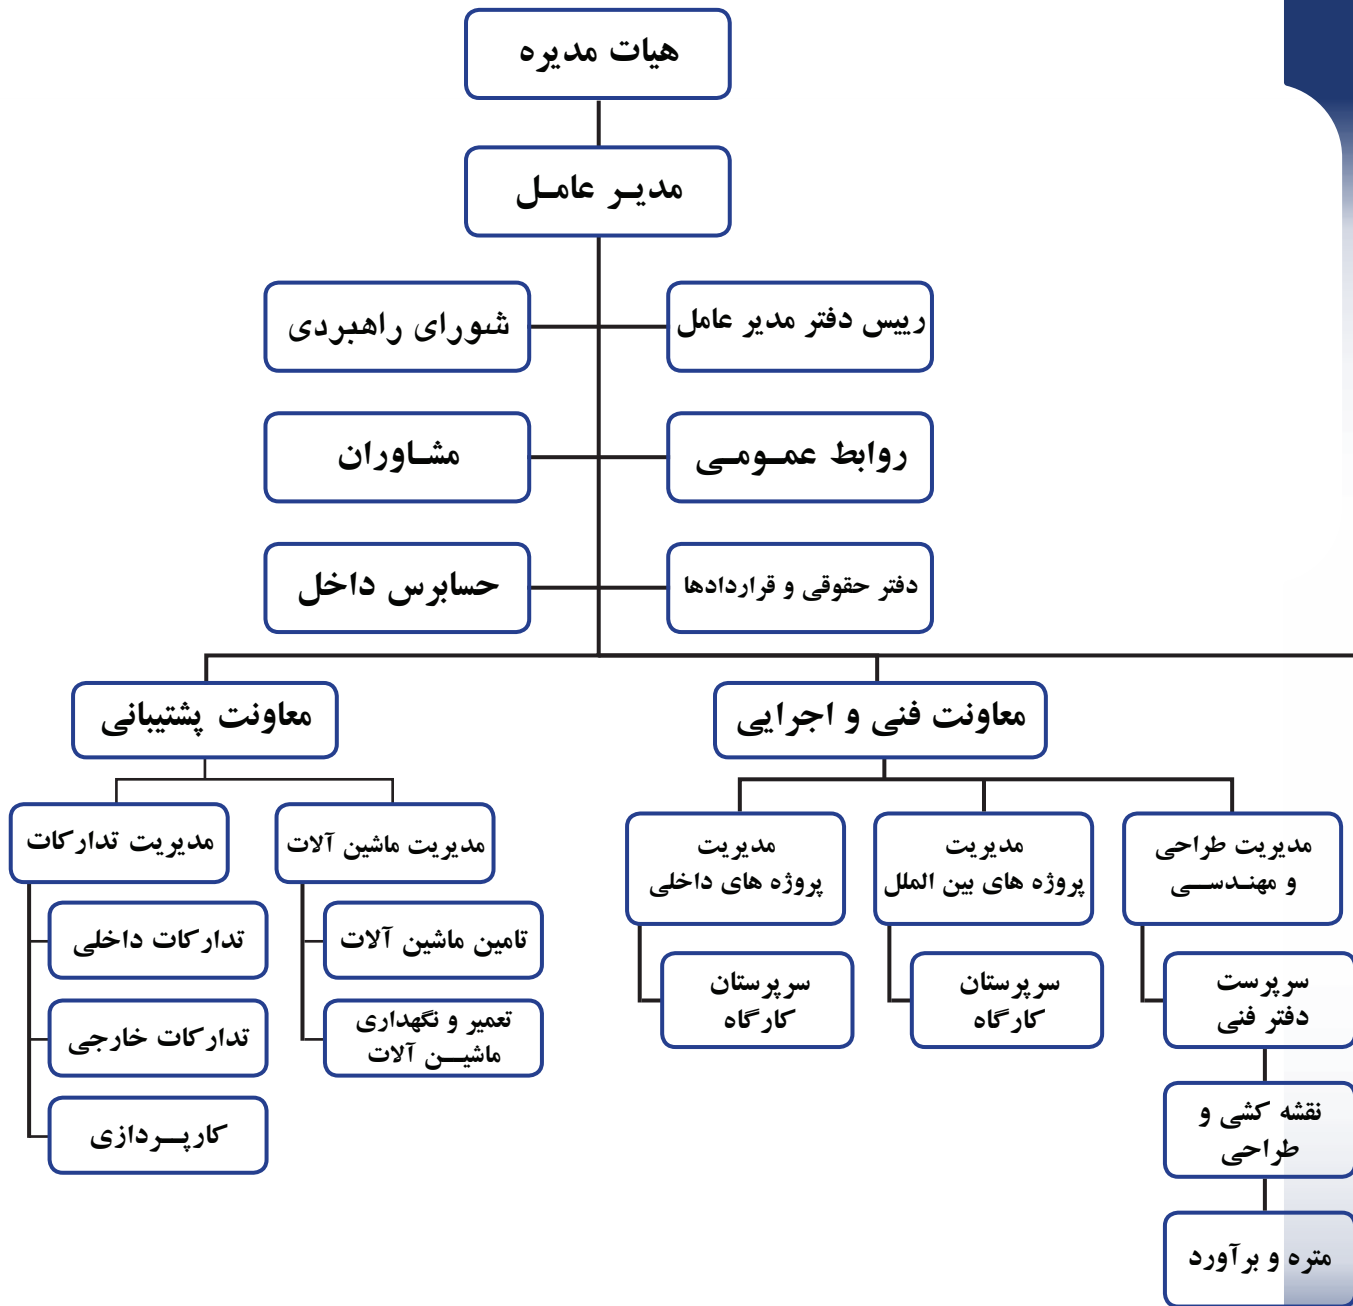 هیات مدیره
مدیـر عامـل
رییس دفتر مدیر عامل
شورای راهبردی
روابط عمـومـی
مشـاوران
دفتر حقوقی و قراردادها
حسابرس داخل
معاونت فنی و اجرایی
معاونت پشتیبانی
مدیریت طراحی
و مهنـدســی
مدیریت
پروژه های بین الملل
مدیریت
پروژه های داخلی
مدیریت ماشین آلات
مدیریت تدارکات
سرپرست
دفتر فنی
سرپرستان
کارگاه
سرپرستان
کارگاه
تامین ماشین آلات
تدارکات داخلی
تعمیر و نگهداری
ماشیــن آلات
تدارکات خارجی
نقشه کشی و
طراحی
کارپــردازی
متره و برآورد